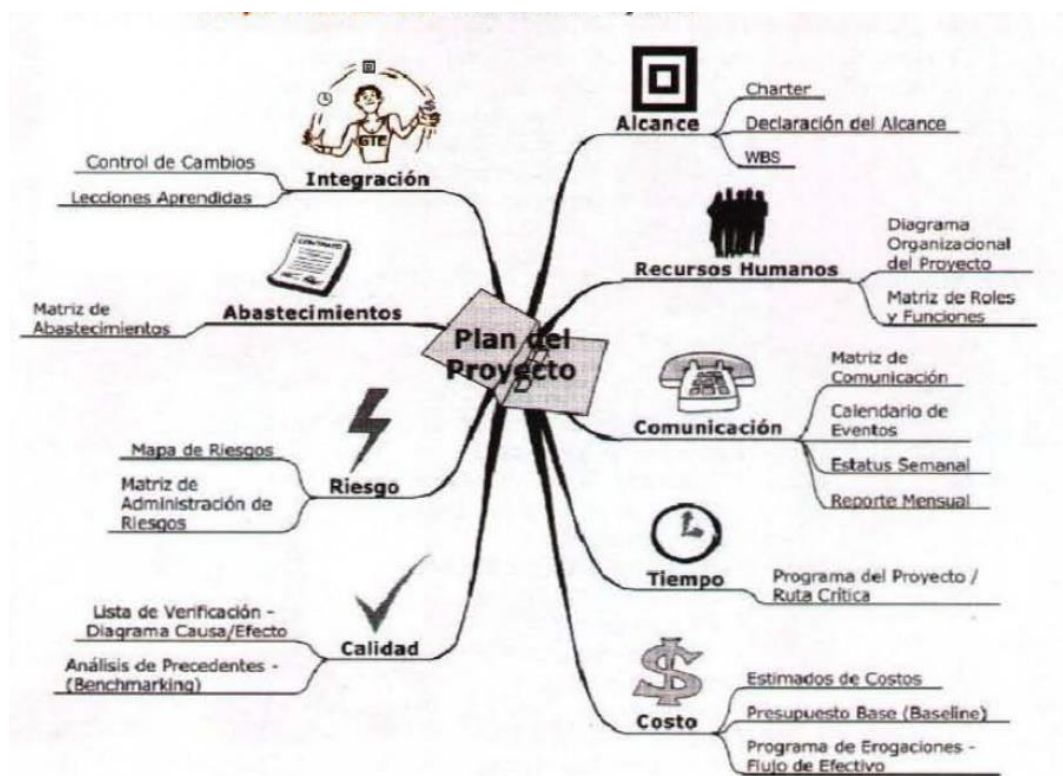 Plan del
Proyecto
Alcance
Charter
Declaración del Alcance
WBS
Recursos Humanos
Diagrama
Organizacional
del Proyecto
Matriz de Roles
y Funciones
Comunicación
Matriz de
Comunicación
Calendario de
Eventos
Estatus Semanal
Reporte Mensual
Tiempo
Programa del Proyecto /
Ruta Crítica
Costo
Estimados de Costos
Presupuesto Base (Baseline)
Programa de Erogaciones -
Flujo de Efectivo
GTE
Integración
Control de Cambios
Lecciones Aprendidas
CONTRATO
Abastecimientos
Matriz de
Abastecimientos
Riesgo
Mapa de Riesgos
Matriz de
Administración de
Riesgos
Calidad
Lista de Verificación -
Diagrama Causa/Efecto
Análisis de Precedentes -
(Benchmarking)